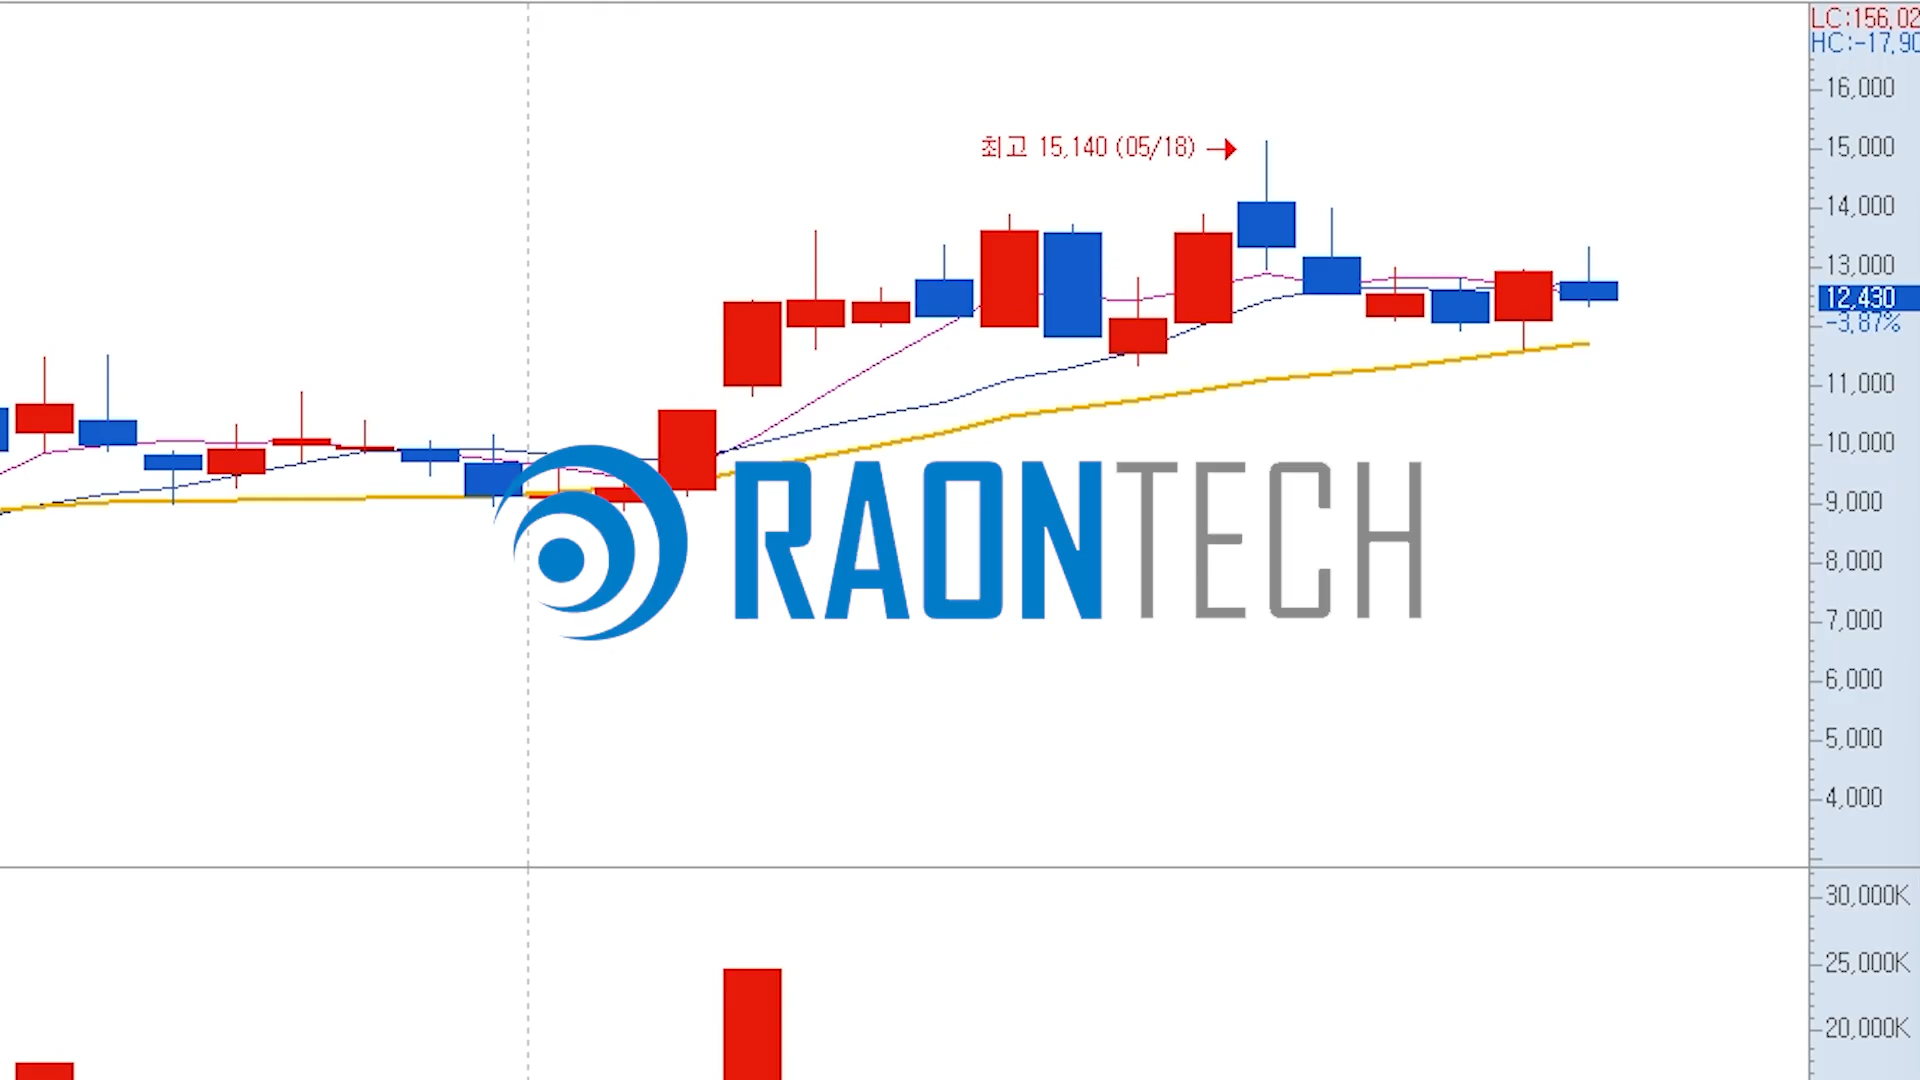 LC:156,02
HC:-17,90
16,000
최고 15,140 (05/18)
15,000
14,000
13,000
12,430
-3,87%
11,000
10,000
9,000
RAONTECH
8,000
7,000
6,000
5,000
4,000
30,000K
25,000K
20,000K